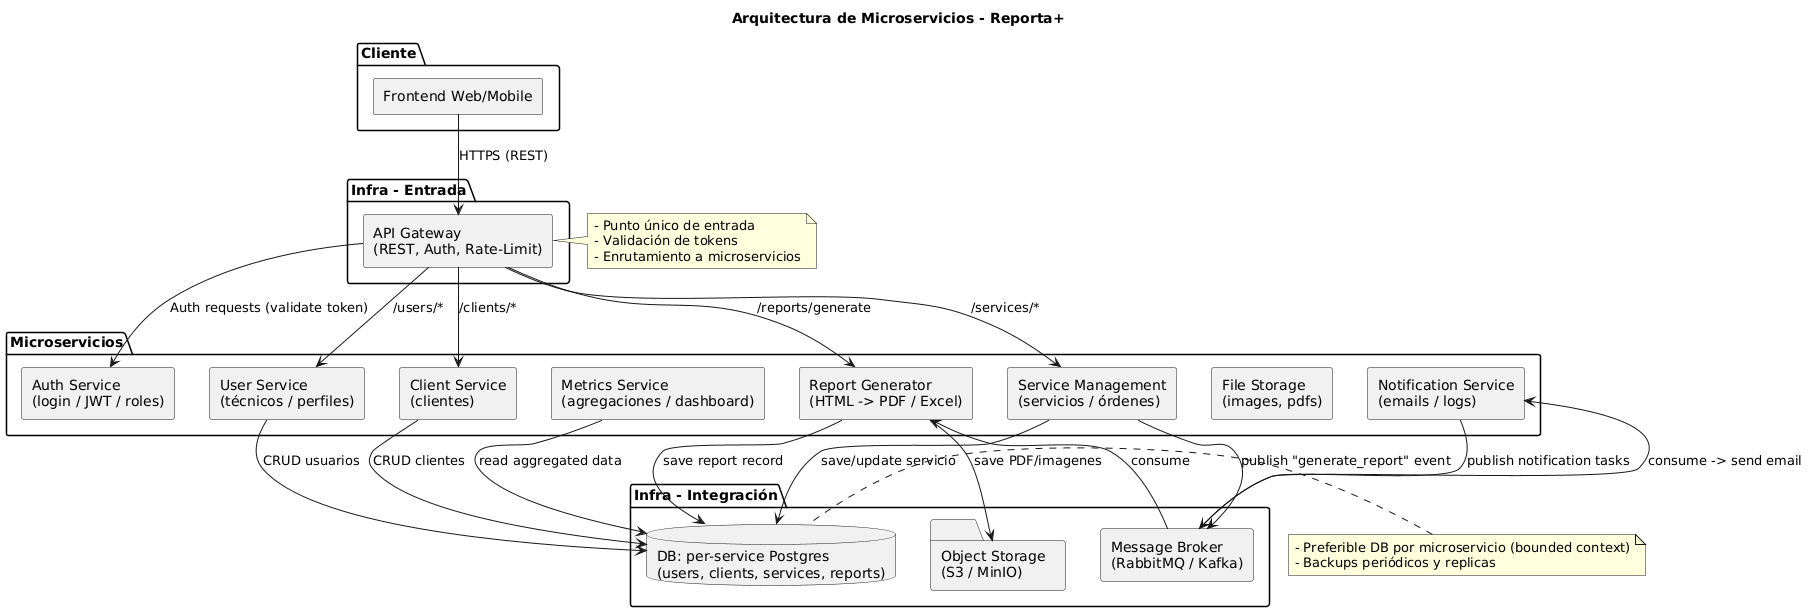 Arquitectura de Microservicios - Reporta+
Cliente
Frontend Web/Mobile
HTTPS (REST)
Infra - Entrada
API Gateway
(REST, Auth, Rate-Limit)
- Punto único de entrada
- Validación de tokens
- Enrutamiento a microservicios
Auth requests (validate token)
/users/*
/clients/*
/reports/generate
/services/*
Microservicios
Auth Service
(login / JWT / roles)
User Service
(técnicos / perfiles)
Client Service
(clientes)
Metrics Service
(agregaciones / dashboard)
Report Generator
(HTML -> PDF / Excel)
Service Management
(servicios / órdenes)
File Storage
(images, pdfs)
Notification Service
(emails / logs)
CRUD usuarios
CRUD clientes
read aggregated data
save report record
save/update servicio
save PDF/imagenes
consume
publish "generate_report" event
publish notification tasks
consume -> send email
Infra - Integración
DB: per-service Postgres
(users, clients, services, reports)
Object Storage
(S3 / MinIO)
Message Broker
(RabbitMQ / Kafka)
- Preferible DB por microservicio (bounded context)
- Backups periódicos y replicas